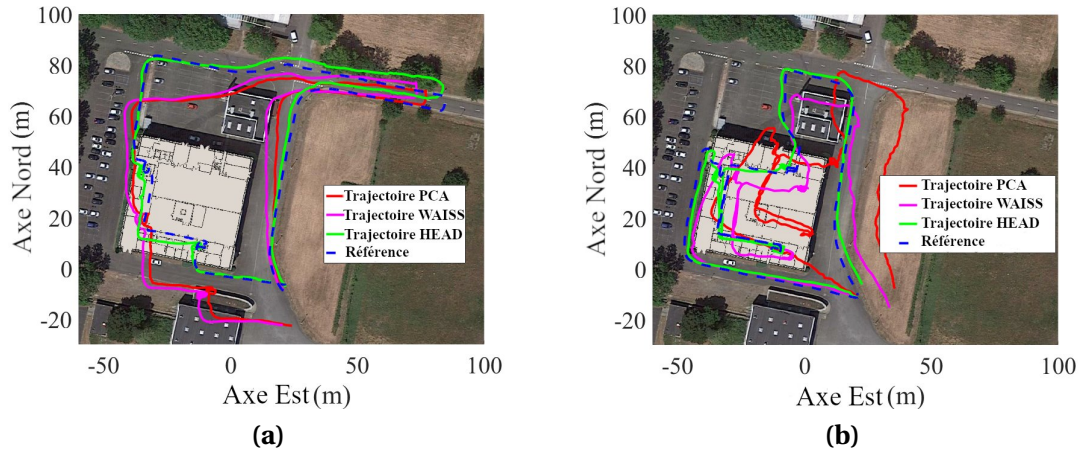 100
80
60
40
20
0
-20
Axe Nord (m)
-50
0
50
100
Axe Est (m)
Trajectoire PCA
Trajectoire WAISS
Trajectoire HEAD
Référence
(a)
100
80
60
40
20
0
-20
Axe Nord (m)
-50
0
50
100
Axe Est (m)
Trajectoire PCA
Trajectoire WAISS
Trajectoire HEAD
Référence
(b)